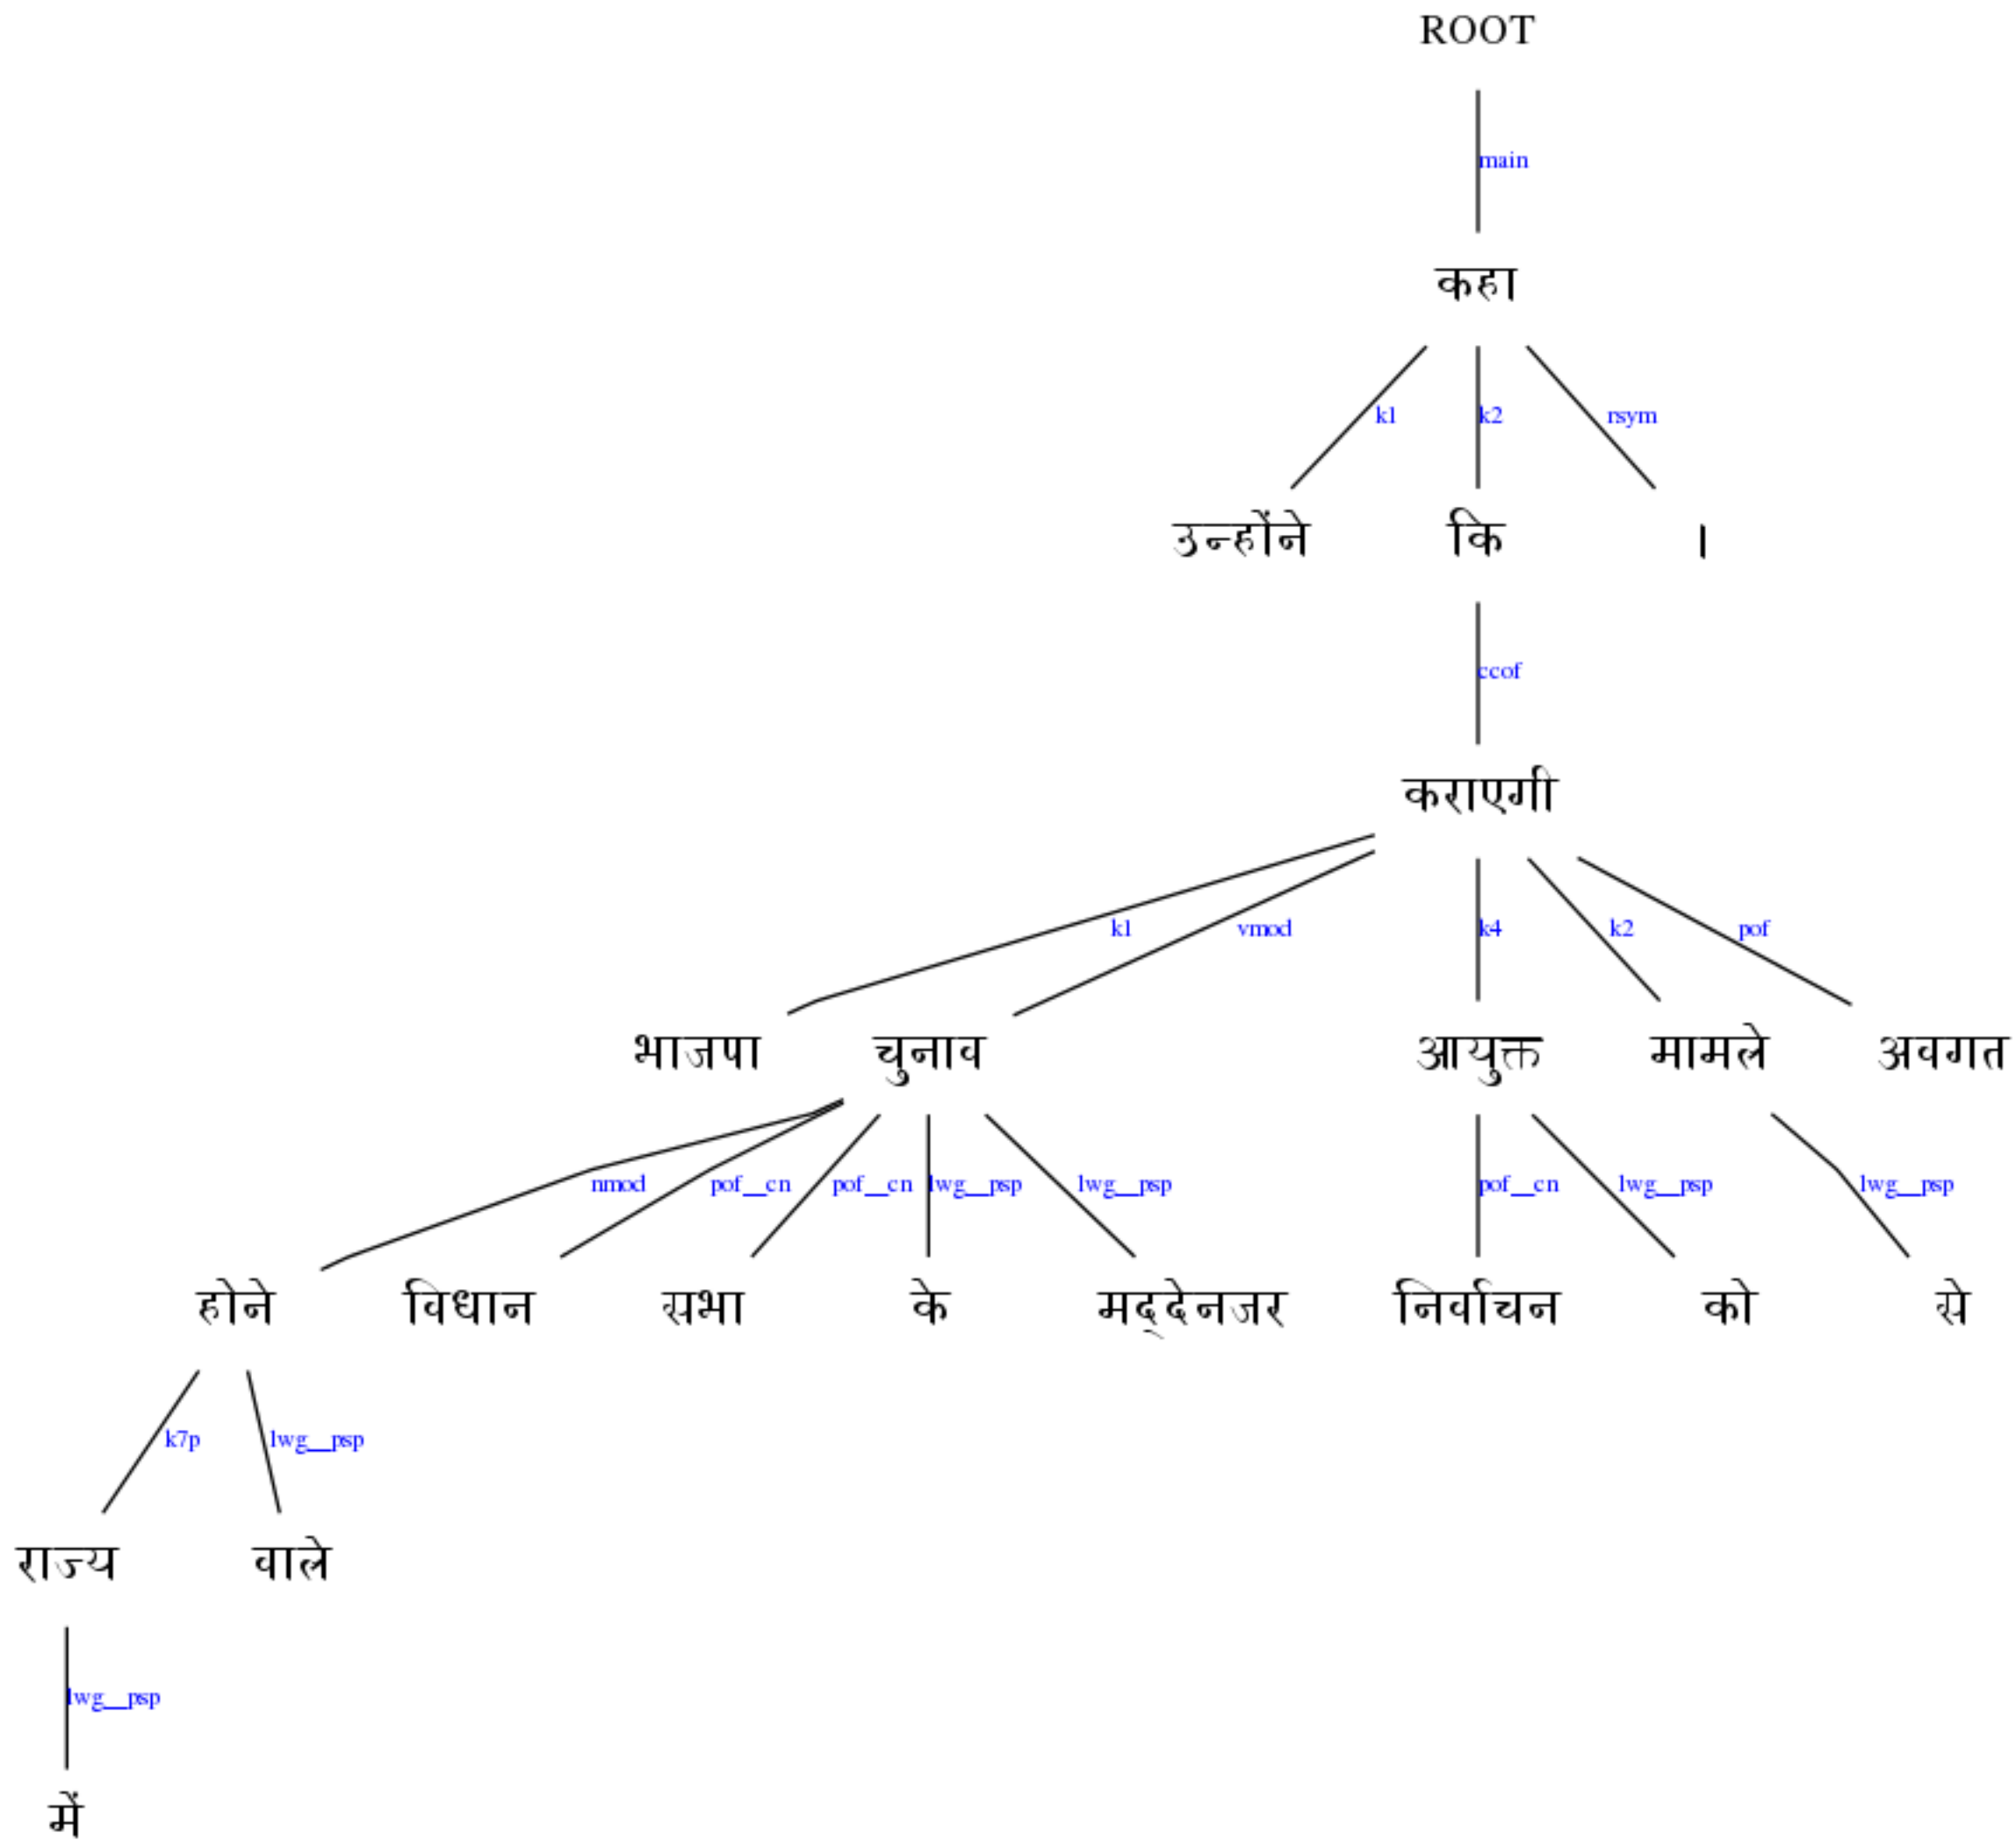 ROOT
main
कहा
k1 k2 rsym
उन्होंने कि ।
ccof
कराएगी
k1 vmod k4 k2 pof
भाजपा चुनाव आयुक्त मामले अवगत
nmod pof__cn pof__cn lwg__psp lwg__psp pof__cn lwg__psp lwg__psp
होने विधान सभा के मद्देनजर निर्वाचन को से
k7p lwg__psp
राज्य वाले
lwg__psp
में